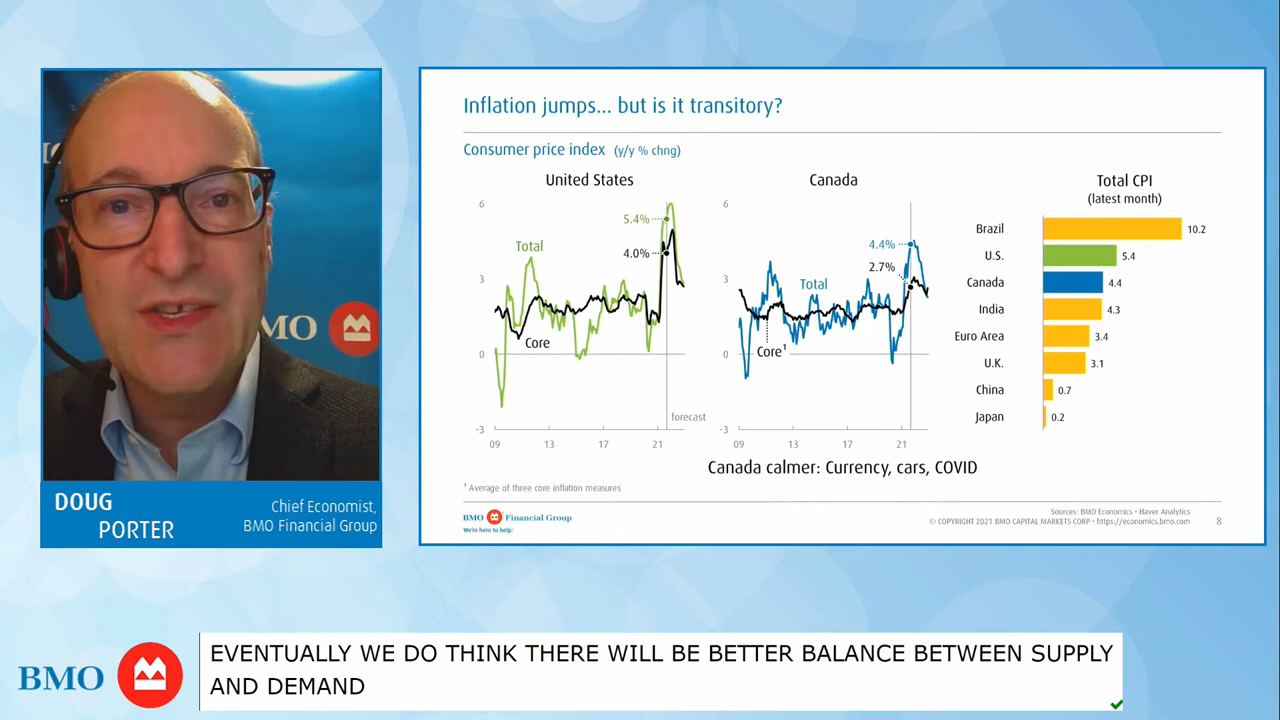 Inflation jumps... but is it transitory?
Consumer price index (y/y % chng)
United States
6
3
0
-3
09 13 17 21
5.4%
4.0%
Total
Core
forecast
Canada
6
3
0
-3
09 13 17 21
4.4%
2.7%
Total
Core¹
Total CPI
(latest month)
Brazil 10.2
U.S. 5.4
Canada 4.4
India 4.3
Euro Area 3.4
U.K. 3.1
China 0.7
Japan 0.2
Canada calmer: Currency, cars, COVID
¹ Average of three core inflation measures
BMO Financial Group
We're here to help.™
Sources: BMO Economics • Haver Analytics
© COPYRIGHT 2021 BMO CAPITAL MARKETS CORP • https://economics.bmo.com
8
BMO
DOUG
PORTER
Chief Economist,
BMO Financial Group
BMO
EVENTUALLY WE DO THINK THERE WILL BE BETTER BALANCE BETWEEN SUPPLY
AND DEMAND